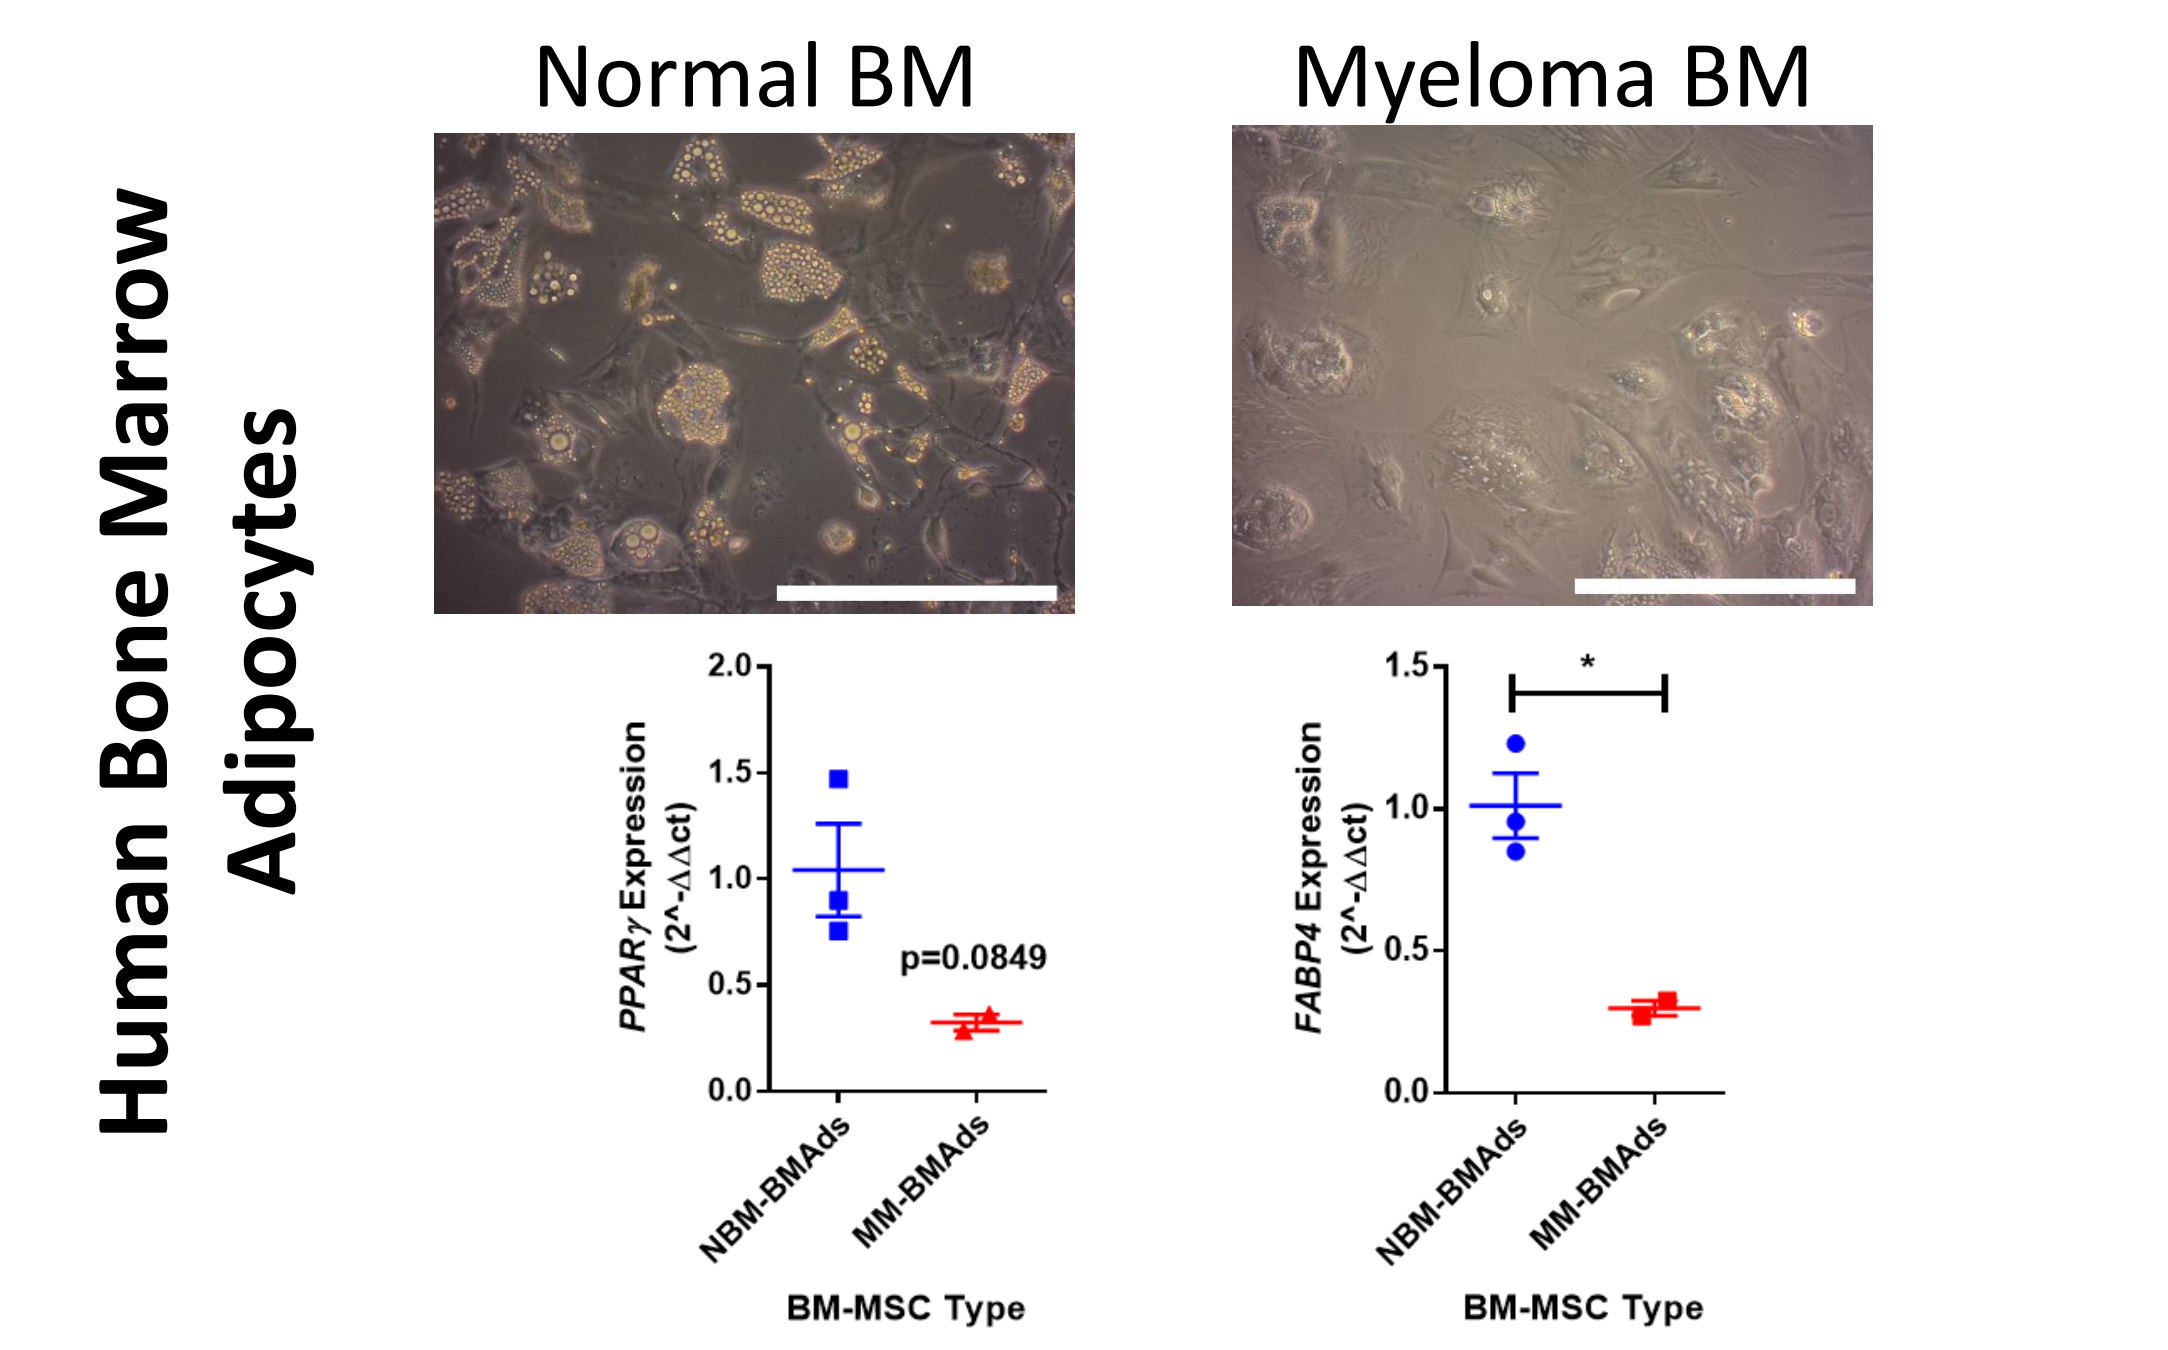 Human Bone Marrow
Adipocytes
Normal BM
Myeloma BM
PPARγ Expression
(2^-ΔΔct)
2.0
1.5
1.0
0.5
0.0
p=0.0849
NBM-BMAds
MM-BMAds
BM-MSC Type
FABP4 Expression
(2^-ΔΔct)
1.5
1.0
0.5
0.0
*
NBM-BMAds
MM-BMAds
BM-MSC Type